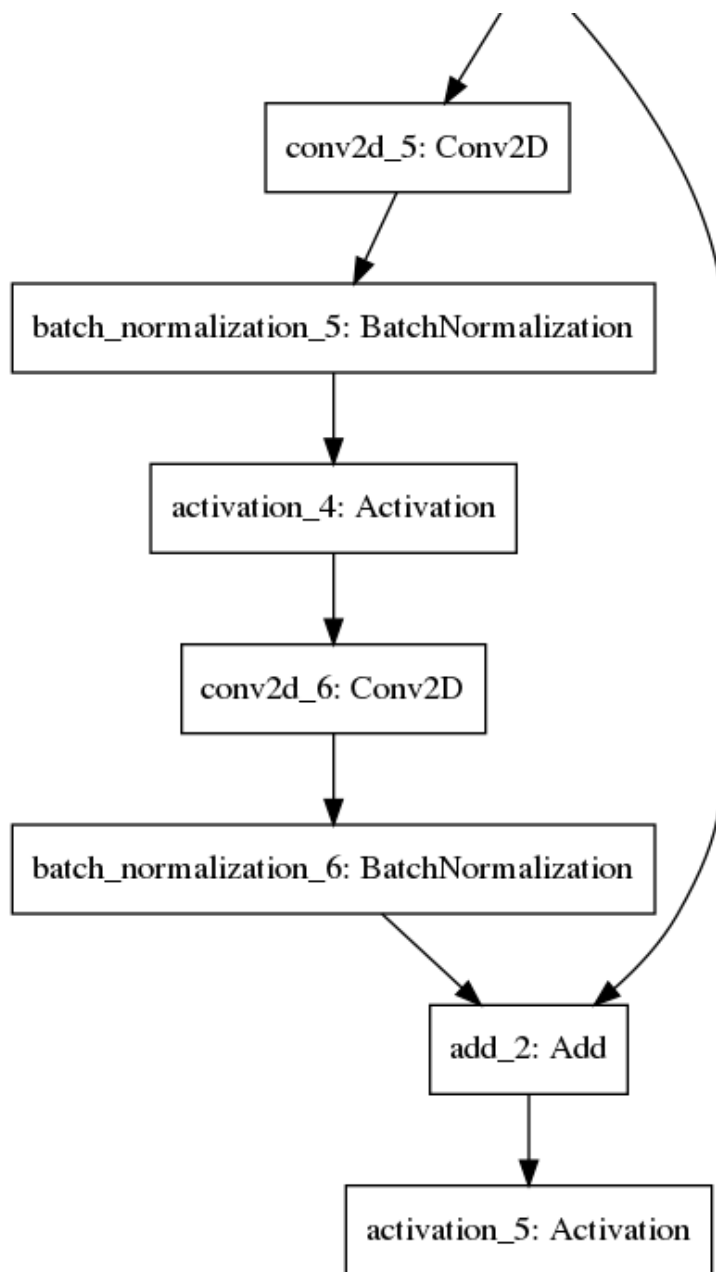 conv2d_5: Conv2D
batch_normalization_5: BatchNormalization
activation_4: Activation
conv2d_6: Conv2D
batch_normalization_6: BatchNormalization
add_2: Add
activation_5: Activation